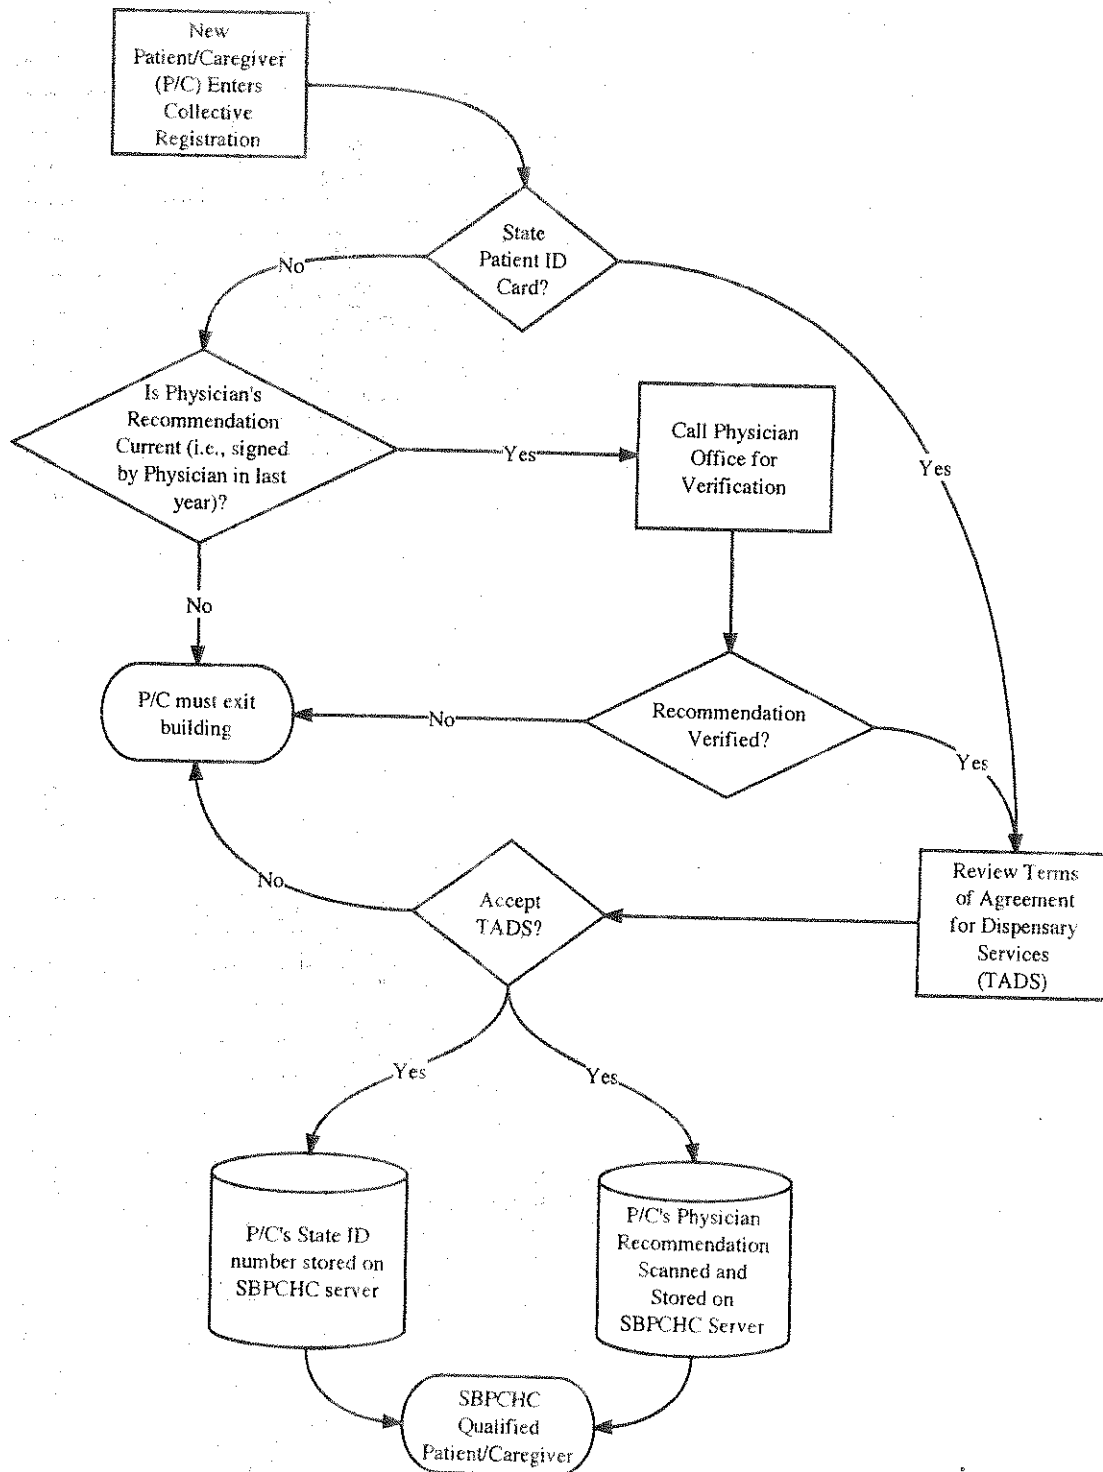 New
Patient/Caregiver
(P/C) Enters
Collective
Registration
State
Patient ID
Card?
No
Yes
Is Physician's
Recommendation
Current (i.e., signed
by Physician in last
year)?
Yes
Call Physician
Office for
Verification
No
P/C must exit
building
No
Recommendation
Verified?
Yes
Review Terms
of Agreement
for Dispensary
Services
(TADS)
Accept
TADS?
No
Yes
Yes
P/C's State ID
number stored on
SBPCHC server
P/C's Physician
Recommendation
Scanned and
Stored on
SBPCHC Server
SBPCHC
Qualified
Patient/Caregiver